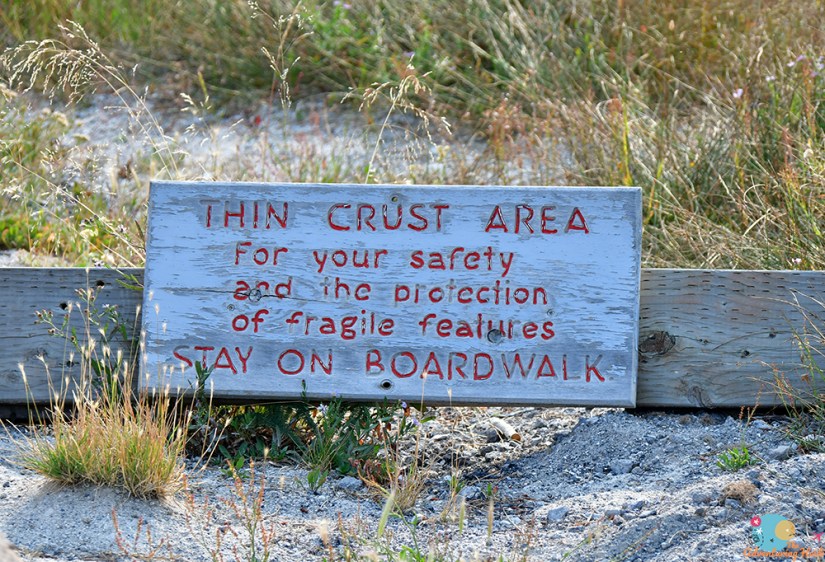 THIN CRUST AREA
For your safety
and the protection
of fragile features
STAY ON BOARDWALK